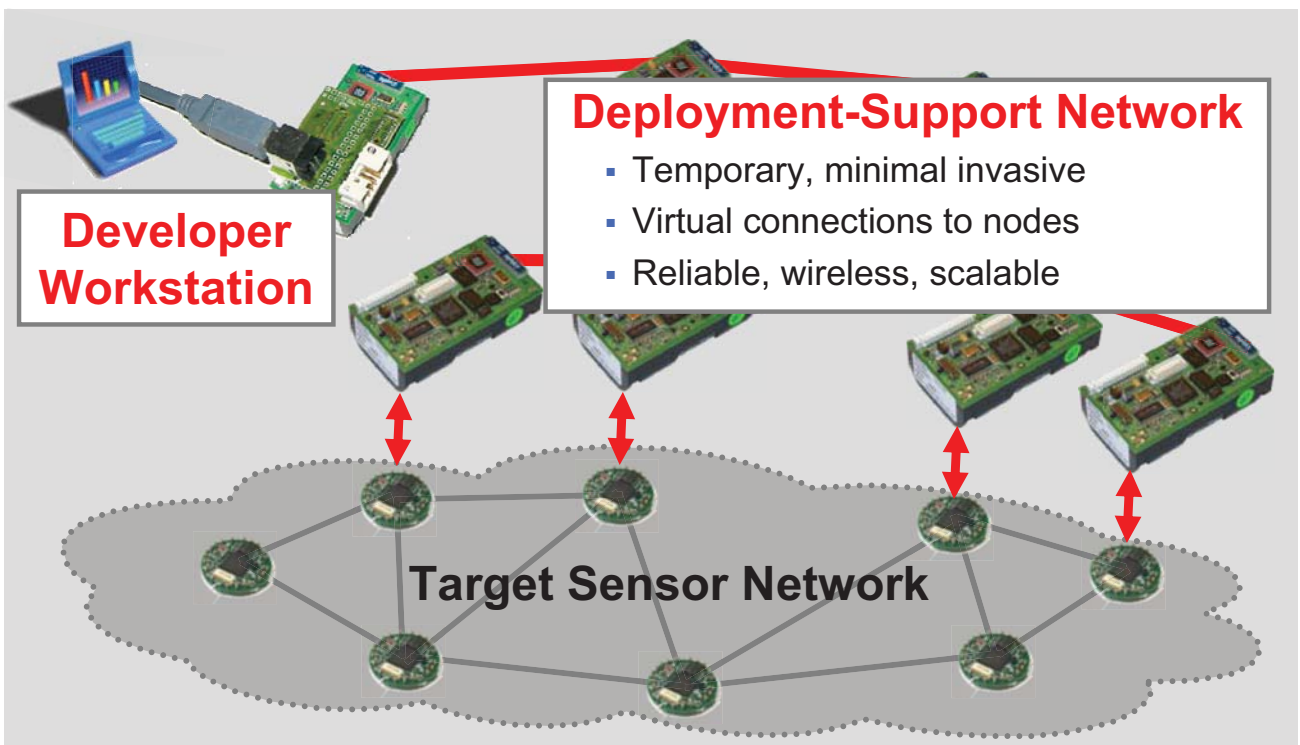 Deployment-Support Network
▪ Temporary, minimal invasive
▪ Virtual connections to nodes
▪ Reliable, wireless, scalable
Developer
Workstation
Target Sensor Network